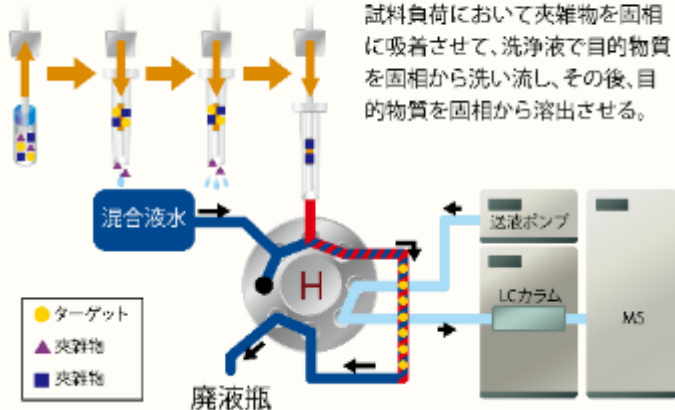 試料負荷において夾雑物を固相
に吸着させて、洗浄液で目的物質
を固相から洗い流し、その後、目
的物質を固相から溶出させる。
混合液水
送液ポンプ
H
LCカラム
MS
ターゲット
夾雑物
夾雑物
廃液瓶